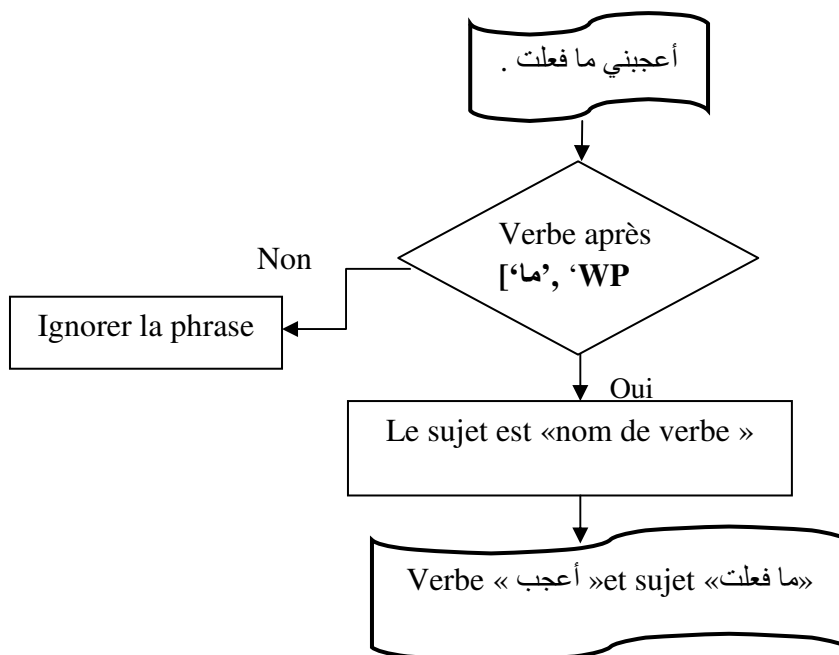 أعجبني ما فعلت .
Verbe après
[‘ما’, ‘WP
Non
Ignorer la phrase
Oui
Le sujet est «nom de verbe »
Verbe « أعجب »et sujet «ما فعلت»